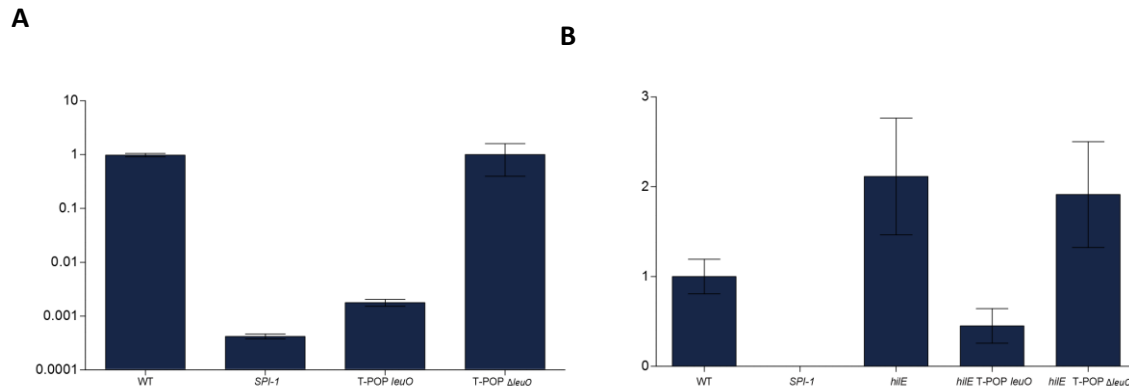 A
10
1
0.1
0.01
0.001
0.0001
WT
SPI-1
T-POP leuO
T-POP ΔleuO
B
3
2
1
0
WT
SPI-1
hilE
hilE T-POP leuO
hilE T-POP ΔleuO